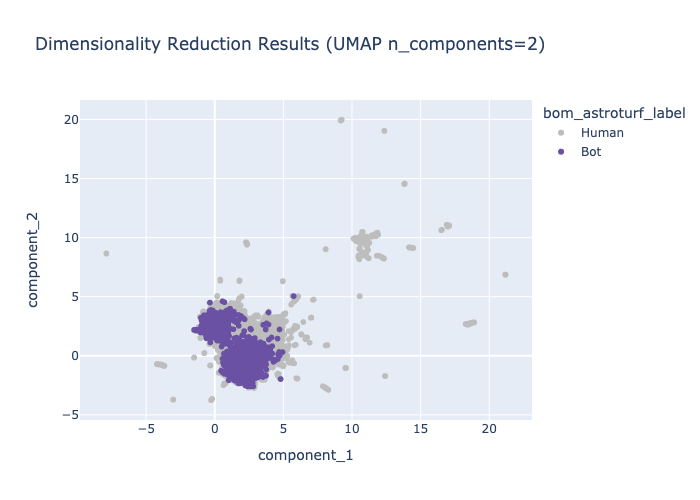 Dimensionality Reduction Results (UMAP n_components=2)
bom_astroturf_label
Human
Bot
20
15
10
5
0
−5
component_2
−5
0
5
10
15
20
component_1